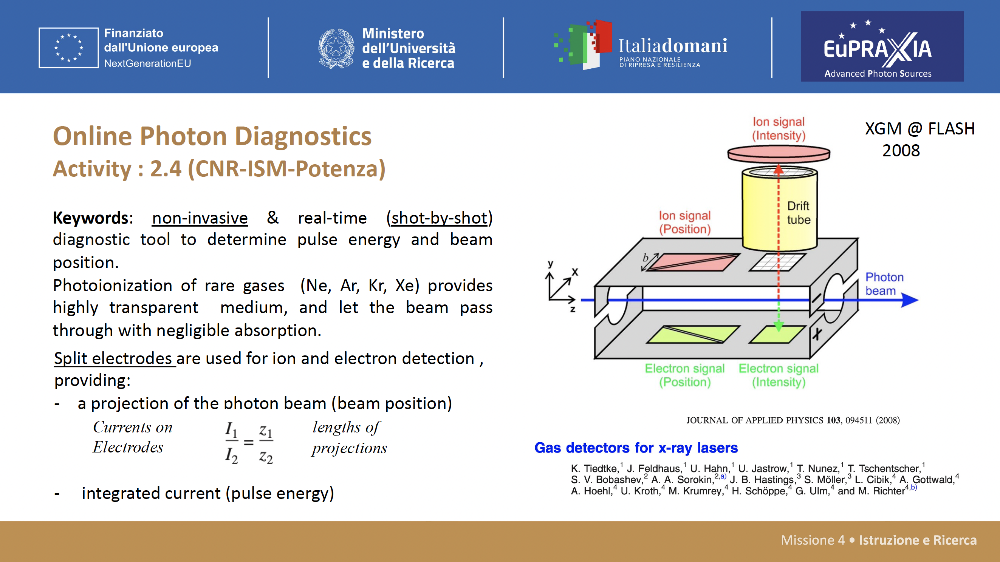 Finanziato
dall'Unione europea
NextGenerationEU
Ministero
dell'Università
e della Ricerca
Italiadomani
PIANO NAZIONALE
DI RIPRESA E RESILIENZA
EuPRAXIA
Advanced Photon Sources
Online Photon Diagnostics
Activity : 2.4 (CNR-ISM-Potenza)
Keywords: non-invasive & real-time (shot-by-shot)
diagnostic tool to determine pulse energy and beam
position.
Photoionization of rare gases (Ne, Ar, Kr, Xe) provides
highly transparent medium, and let the beam pass
through with negligible absorption.
Split electrodes are used for ion and electron detection ,
providing:
- a projection of the photon beam (beam position)
Currents on
Electrodes
I1/I2 = z1/z2
lengths of
projections
- integrated current (pulse energy)
XGM @ FLASH
2008
Ion signal
(Intensity)
Drift
tube
Ion signal
(Position)
b
y
x
z
Photon
beam
Electron signal
(Position)
Electron signal
(Intensity)
JOURNAL OF APPLIED PHYSICS 103, 094511 (2008)
Gas detectors for x-ray lasers
K. Tiedtke,1 J. Feldhaus,1 U. Hahn,1 U. Jastrow,1 T. Nunez,1 T. Tschentscher,1
S. V. Bobashev,2 A. A. Sorokin,2,a) J. B. Hastings,3 S. Möller,3 L. Cibik,4 A. Gottwald,4
A. Hoehl,4 U. Kroth,4 M. Krumrey,4 H. Schöppe,4 G. Ulm,4 and M. Richter4,b)
Missione 4 • Istruzione e Ricerca